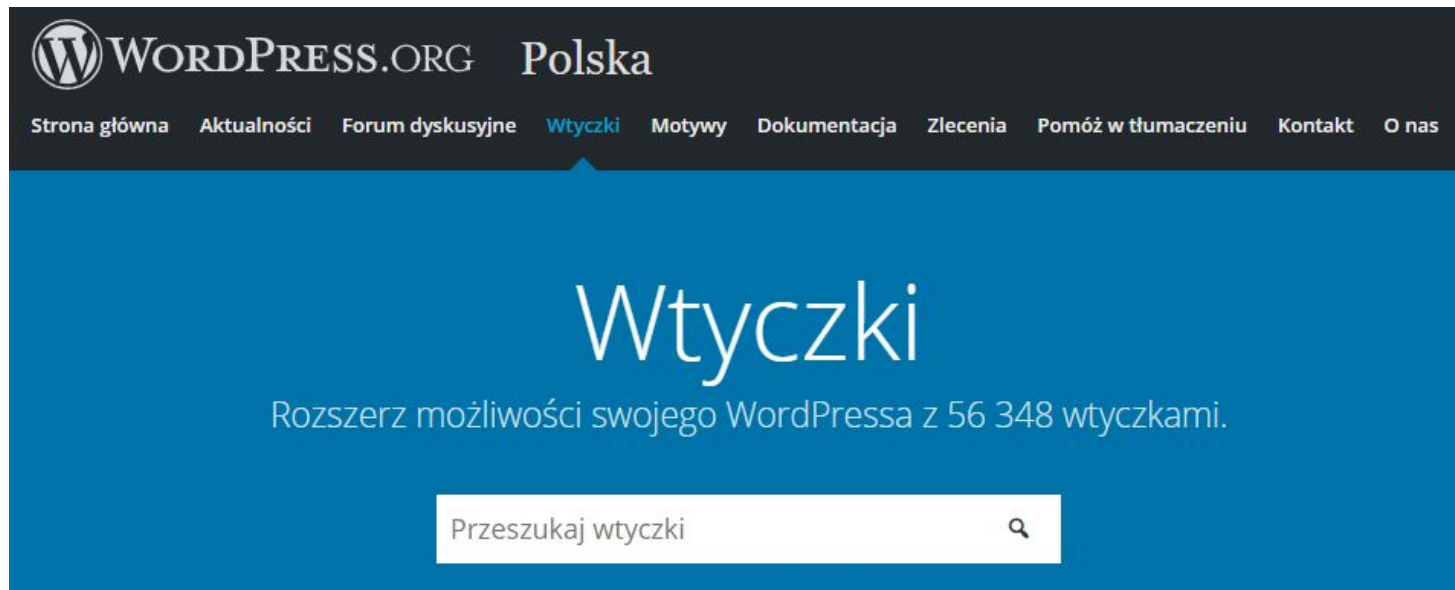 WORDPRESS.ORG Polska
Strona główna Aktualności Forum dyskusyjne Wtyczki Motywy Dokumentacja Zlecenia Pomóż w tłumaczeniu Kontakt O nas
Wtyczki
Rozszerz możliwości swojego WordPressa z 56 348 wtyczkami.
Przeszukaj wtyczki